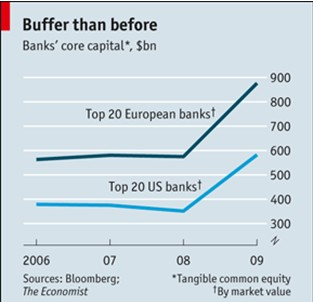 Buffer than before
Banks' core capital*, $bn
900
800
700
600
500
400
300
Top 20 European banks†
Top 20 US banks†
2006 07 08 09
Sources: Bloomberg; *Tangible common equity
The Economist †By market value